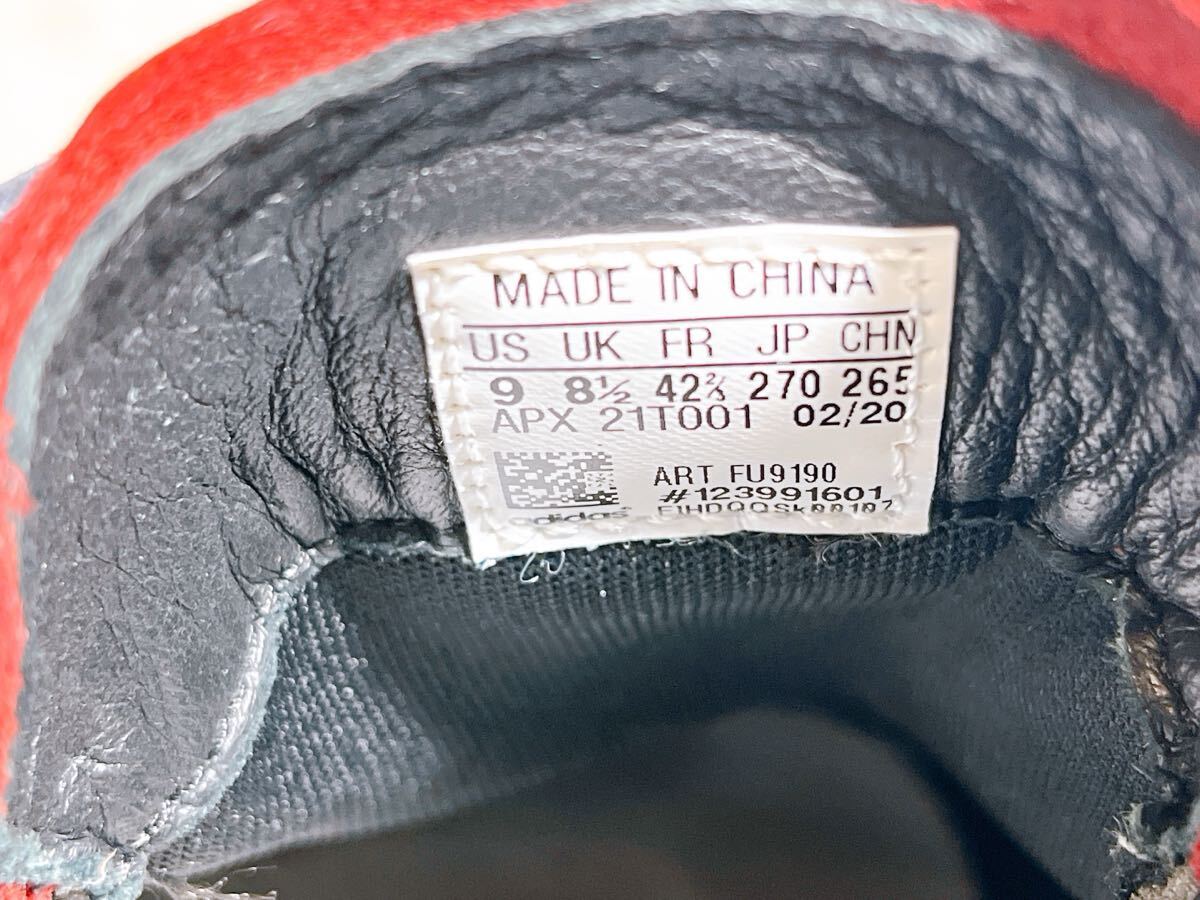 MADE IN CHINA
US UK FR JP CHN
9 8½ 42⅔ 270 265
APX 21T001 02/20
ART FU9190
#123991601
adidas